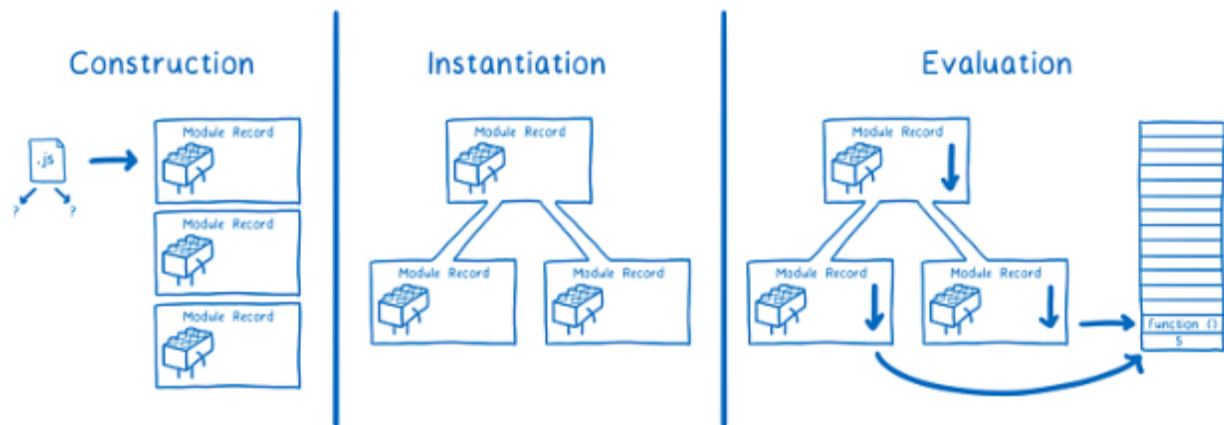 Construction
.js
?
?
Module Record
Module Record
Module Record
Instantiation
Module Record
Module Record
Module Record
Evaluation
Module Record
Module Record
Module Record
function ()
5